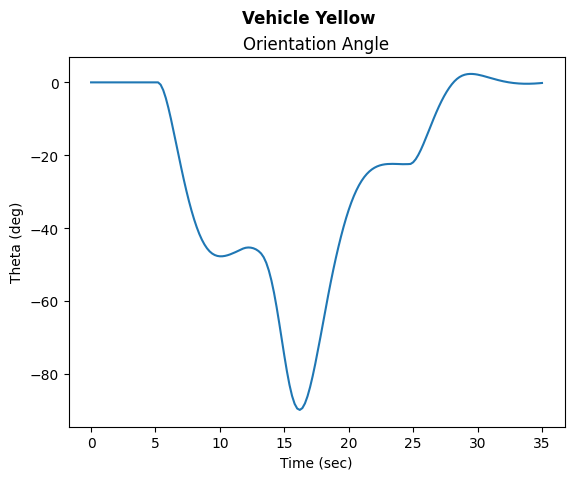 Vehicle Yellow
Orientation Angle
0
−20
−40
−60
−80
Theta (deg)
0 5 10 15 20 25 30 35
Time (sec)